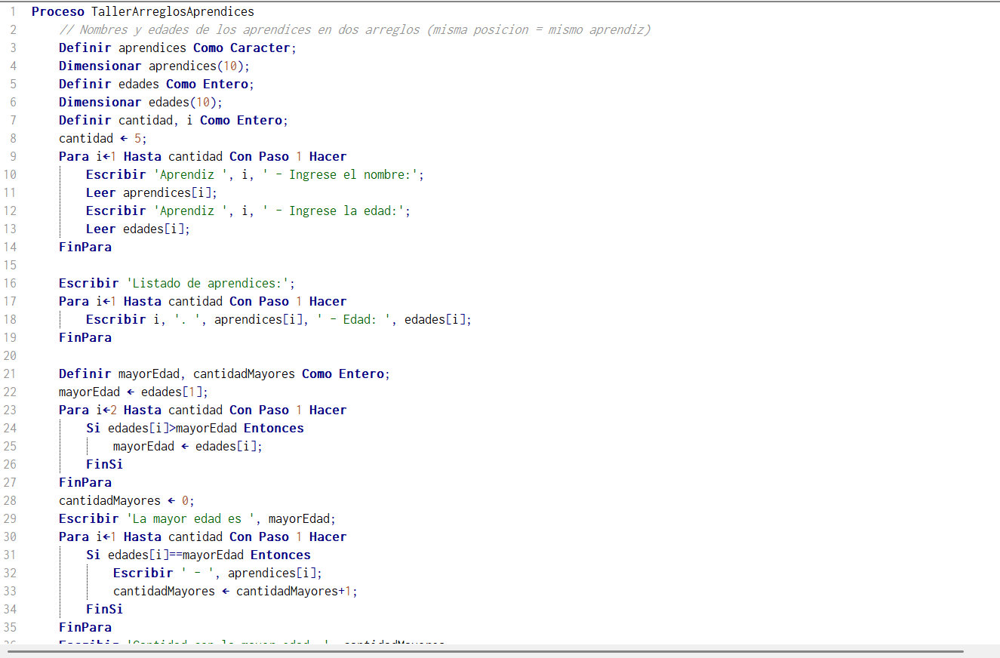 1 Proceso TallerArreglosAprendices
2 // Nombres y edades de los aprendices en dos arreglos (misma posicion = mismo aprendiz)
3 Definir aprendices Como Caracter;
4 Dimensionar aprendices(10);
5 Definir edades Como Entero;
6 Dimensionar edades(10);
7 Definir cantidad, i Como Entero;
8 cantidad ← 5;
9 Para i←1 Hasta cantidad Con Paso 1 Hacer
10 Escribir 'Aprendiz ', i, ' - Ingrese el nombre:';
11 Leer aprendices[i];
12 Escribir 'Aprendiz ', i, ' - Ingrese la edad:';
13 Leer edades[i];
14 FinPara
15
16 Escribir 'Listado de aprendices:';
17 Para i←1 Hasta cantidad Con Paso 1 Hacer
18 Escribir i, '. ', aprendices[i], ' - Edad: ', edades[i];
19 FinPara
20
21 Definir mayorEdad, cantidadMayores Como Entero;
22 mayorEdad ← edades[1];
23 Para i←2 Hasta cantidad Con Paso 1 Hacer
24 Si edades[i]>mayorEdad Entonces
25 mayorEdad ← edades[i];
26 FinSi
27 FinPara
28 cantidadMayores ← 0;
29 Escribir 'La mayor edad es ', mayorEdad;
30 Para i←1 Hasta cantidad Con Paso 1 Hacer
31 Si edades[i]==mayorEdad Entonces
32 Escribir ' - ', aprendices[i];
33 cantidadMayores ← cantidadMayores+1;
34 FinSi
35 FinPara